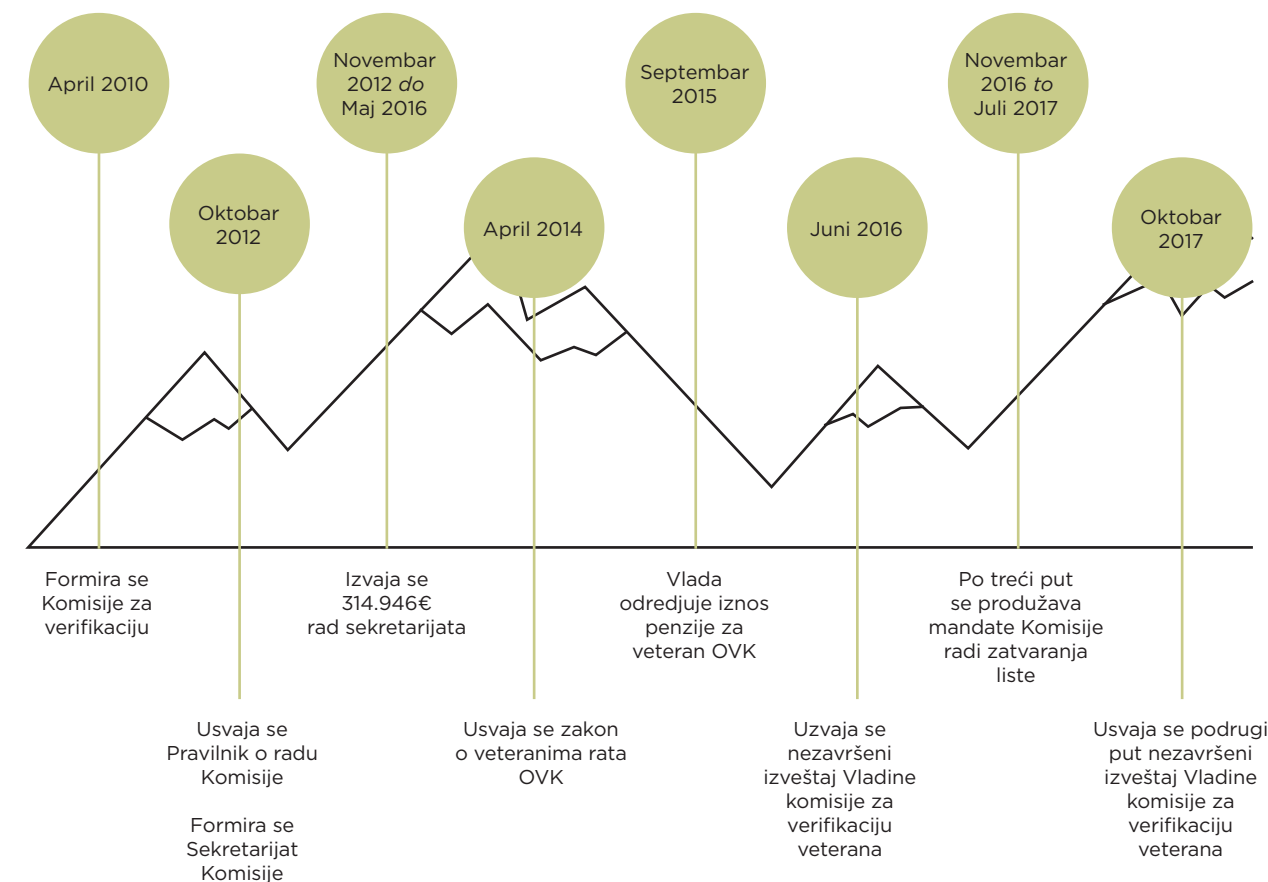 April 2010
Formira se
Komisije za
verifikaciju
Oktobar
2012
Usvaja se
Pravilnik o radu
Komisije
Formira se
Sekretarijat
Komisije
Novembar
2012 do
Maj 2016
Izvaja se
314.946€
rad sekretarijata
April 2014
Usvaja se zakon
o veteranima rata
OVK
Septembar
2015
Vlada
odredjuje iznos
penzije za
veteran OVK
Juni 2016
Uzvaja se
nezavršeni
izveštaj Vladine
komisije za
verifikaciju
veterana
Novembar
2016 to
Juli 2017
Po treći put
se produžava
mandate Komisije
radi zatvaranja
liste
Oktobar
2017
Usvaja se podrugi
put nezavršeni
izveštaj Vladine
komisije za
verifikaciju
veterana